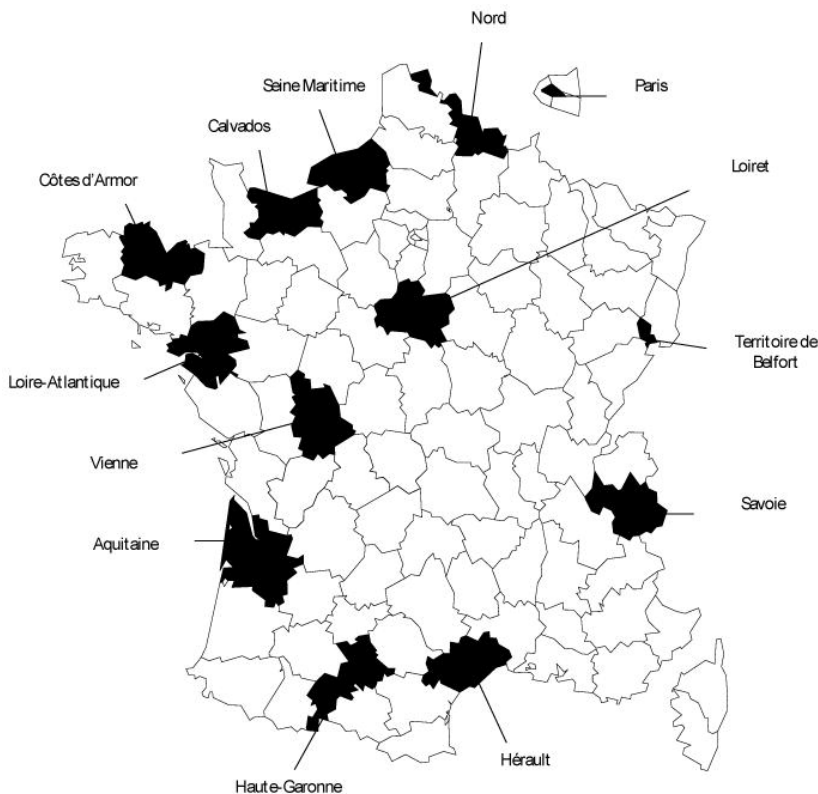 Nord
Seine Maritime
Paris
Calvados
Loiret
Côtes d'Armor
Territoire de
Belfort
Loire-Atlantique
Vienne
Savoie
Aquitaine
Hérault
Haute-Garonne